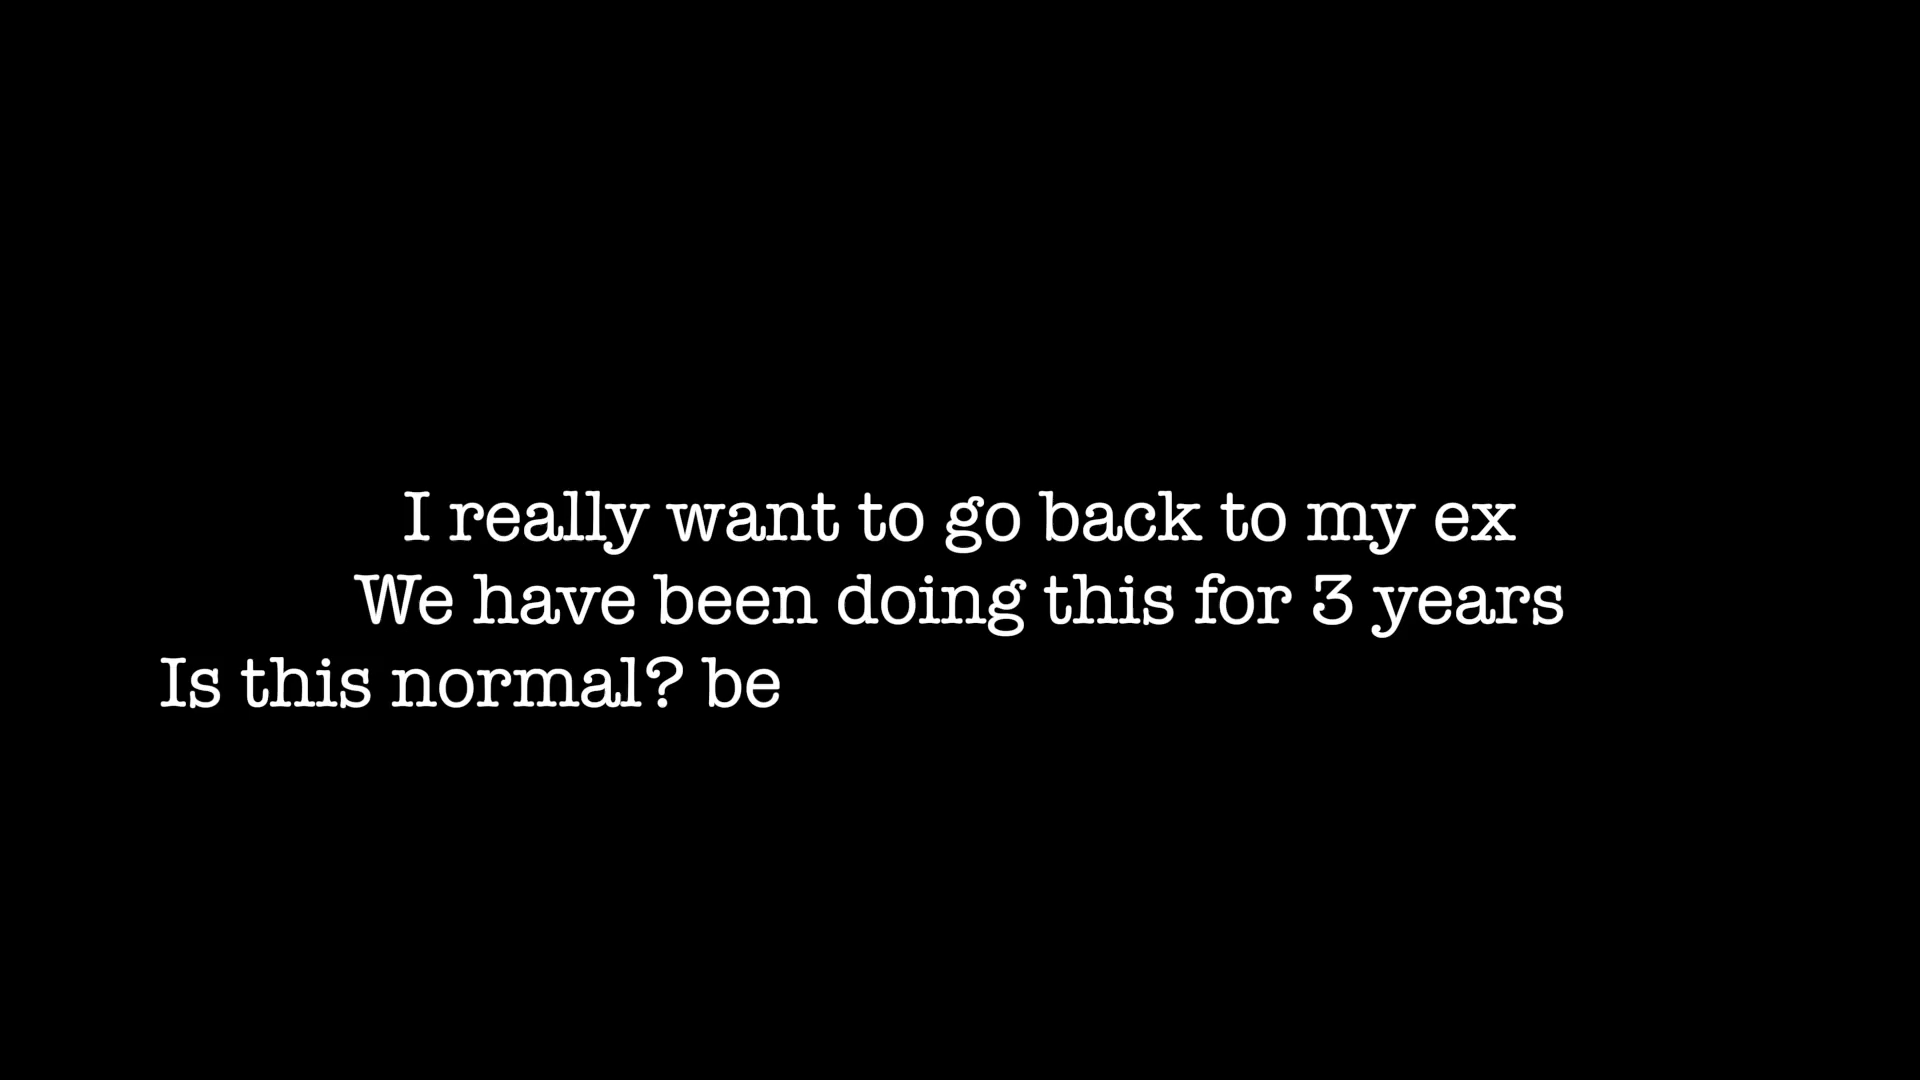 I really want to go back to my ex
We have been doing this for 3 years
Is this normal? be